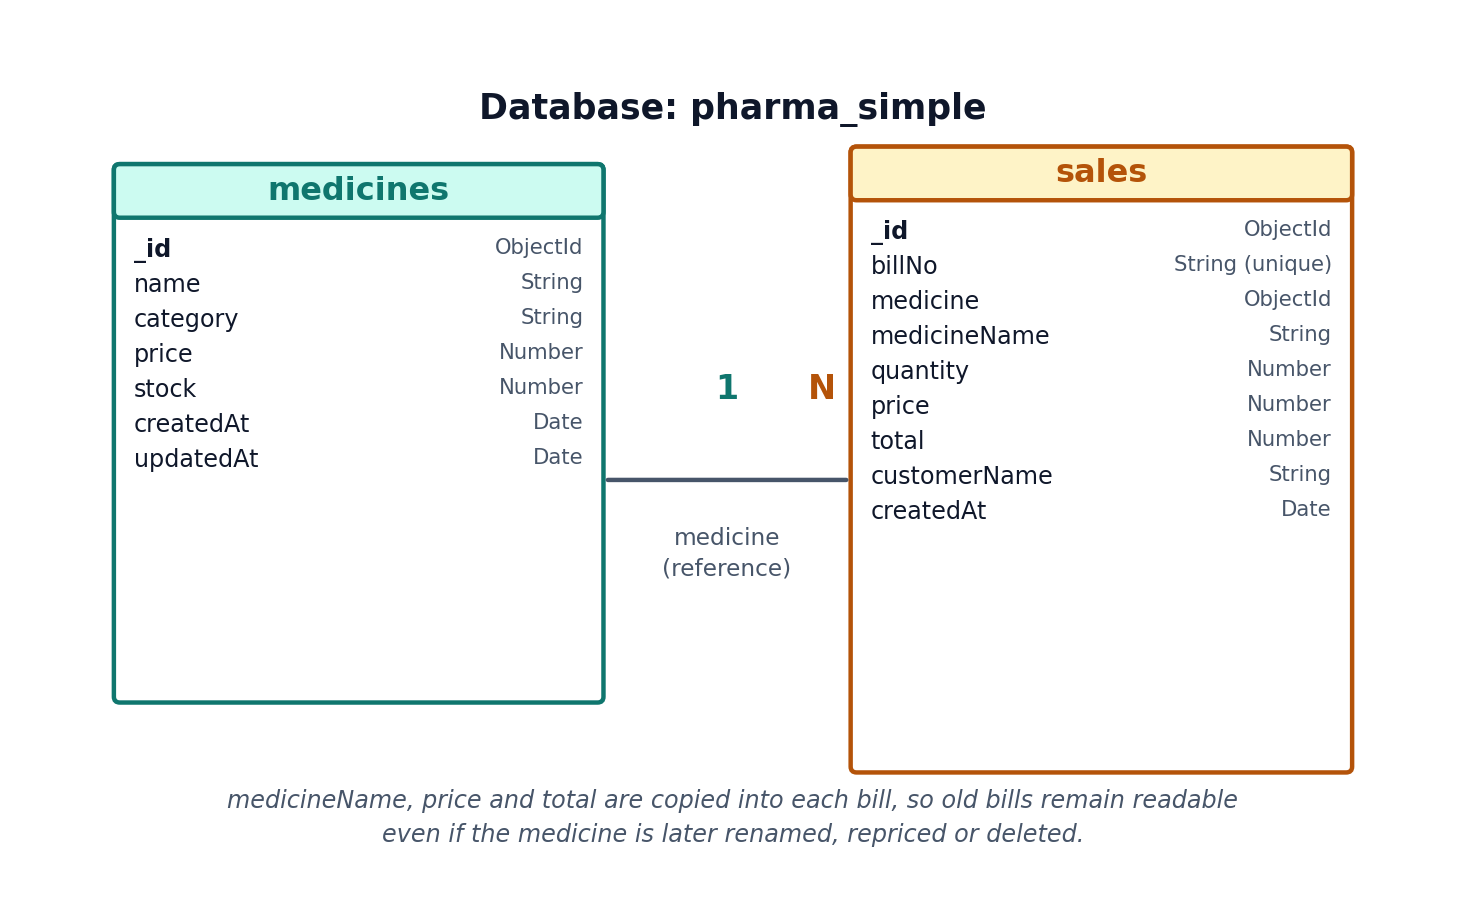 Database: pharma_simple
medicines
_id ObjectId
name String
category String
price Number
stock Number
createdAt Date
updatedAt Date
1 N
medicine
(reference)
sales
_id ObjectId
billNo String (unique)
medicine ObjectId
medicineName String
quantity Number
price Number
total Number
customerName String
createdAt Date
medicineName, price and total are copied into each bill, so old bills remain readable
even if the medicine is later renamed, repriced or deleted.